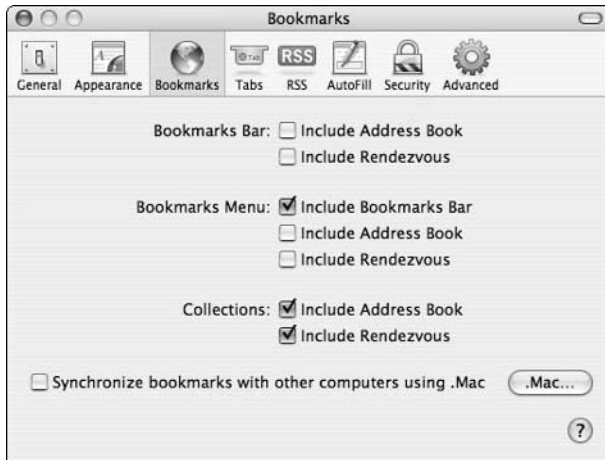 Bookmarks
@ TAB RSS
General Appearance Bookmarks Tabs RSS AutoFill Security Advanced
Bookmarks Bar: Include Address Book
Include Rendezvous
Bookmarks Menu: Include Bookmarks Bar
Include Address Book
Include Rendezvous
Collections: Include Address Book
Include Rendezvous
Synchronize bookmarks with other computers using .Mac .Mac...
?